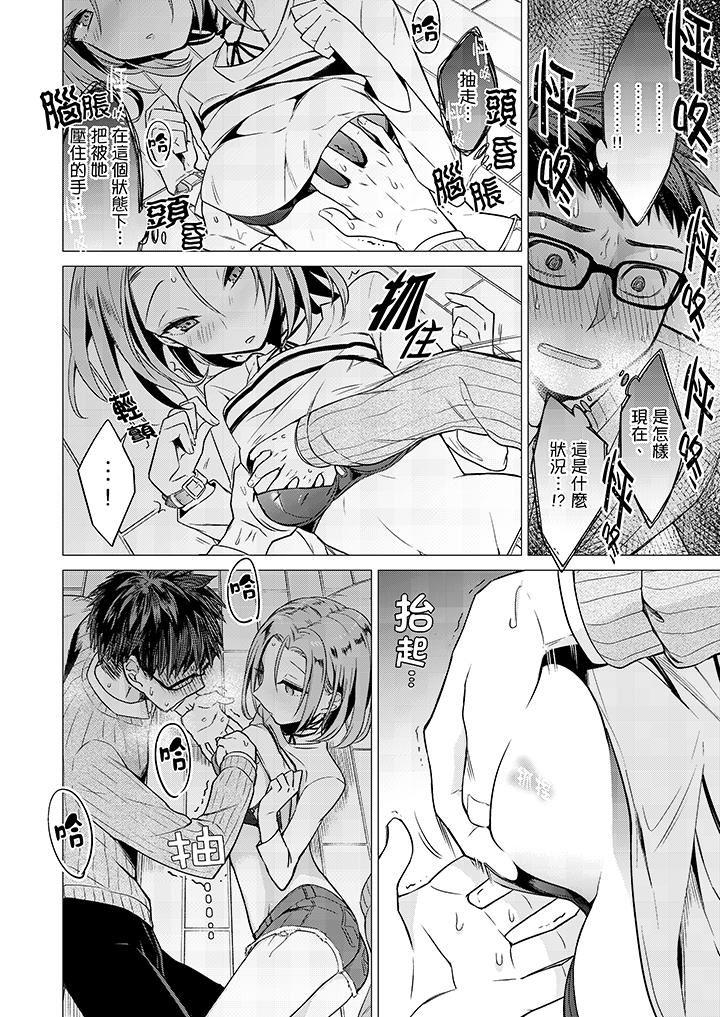 ………
………
………!!
怦咚
怦咚
怦咚
怦咚
怦咚
怦咚
現在、
是怎樣
這是什麼
狀況…!?
哈
抽走…
頭昏
腦脹
在這個狀態下…
把被她
壓住的手…
哈
頭昏
腦脹
抓住
輕顫
…!
抬起…
抓捏
哈
哈
哈
抽……